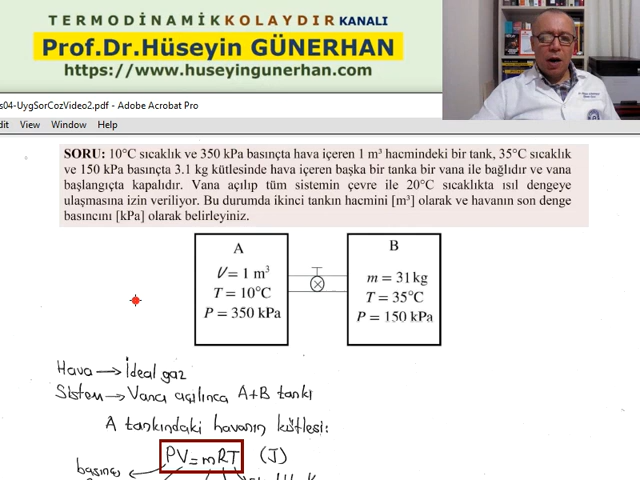 TERMODİNAMİKKOLAYDIR KANALI
Prof.Dr.Hüseyin GÜNERHAN
https://www.huseyingunerhan.com
s04-UygSorCozVideo2.pdf - Adobe Acrobat Pro
dit View Window Help
SORU: 10°C sıcaklık ve 350 kPa basınçta hava içeren 1 m³ hacmindeki bir tank, 35°C sıcaklık
ve 150 kPa basınçta 3.1 kg kütlesinde hava içeren başka bir tanka bir vana ile bağlıdır ve vana
başlangıçta kapalıdır. Vana açılıp tüm sistemin çevre ile 20°C sıcaklıkta ısıl dengeye
ulaşmasına izin veriliyor. Bu durumda ikinci tankın hacmini [m³] olarak ve havanın son denge
basıncını [kPa] olarak belirleyiniz.
A
V = 1 m³
T = 10°C
P = 350 kPa
B
m = 31 kg
T = 35°C
P = 150 kPa
Hava → İdeal gaz
Sistem → Vana açılınca A+B tankı
A tankındaki havanın kütlesi:
PV=mRT (J)
basıncı